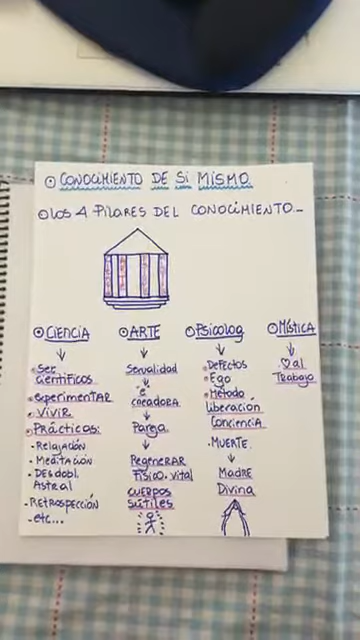 CONOCIMIENTO DE SI MISMO
LOS 4 PILARES DEL CONOCIMIENTO...
CIENCIA
Ser
científicos
experimentar
VIVIR
PRÁCTICAS:
- RELAJACIÓN
- MEDITACIÓN
- DESDOBL.
ASTRAL
- RETROSPECCIÓN
- etc...
ARTE
Sexualidad
creadora
Pareja
REGENERAR
Físico. vital
CUERPOS
SÚTILES
PSICOLOG
DEFECTOS
Ego
Método
Liberación
Conciencia
MUERTE
MADRE
Divina
MÍSTICA
al
Trabajo